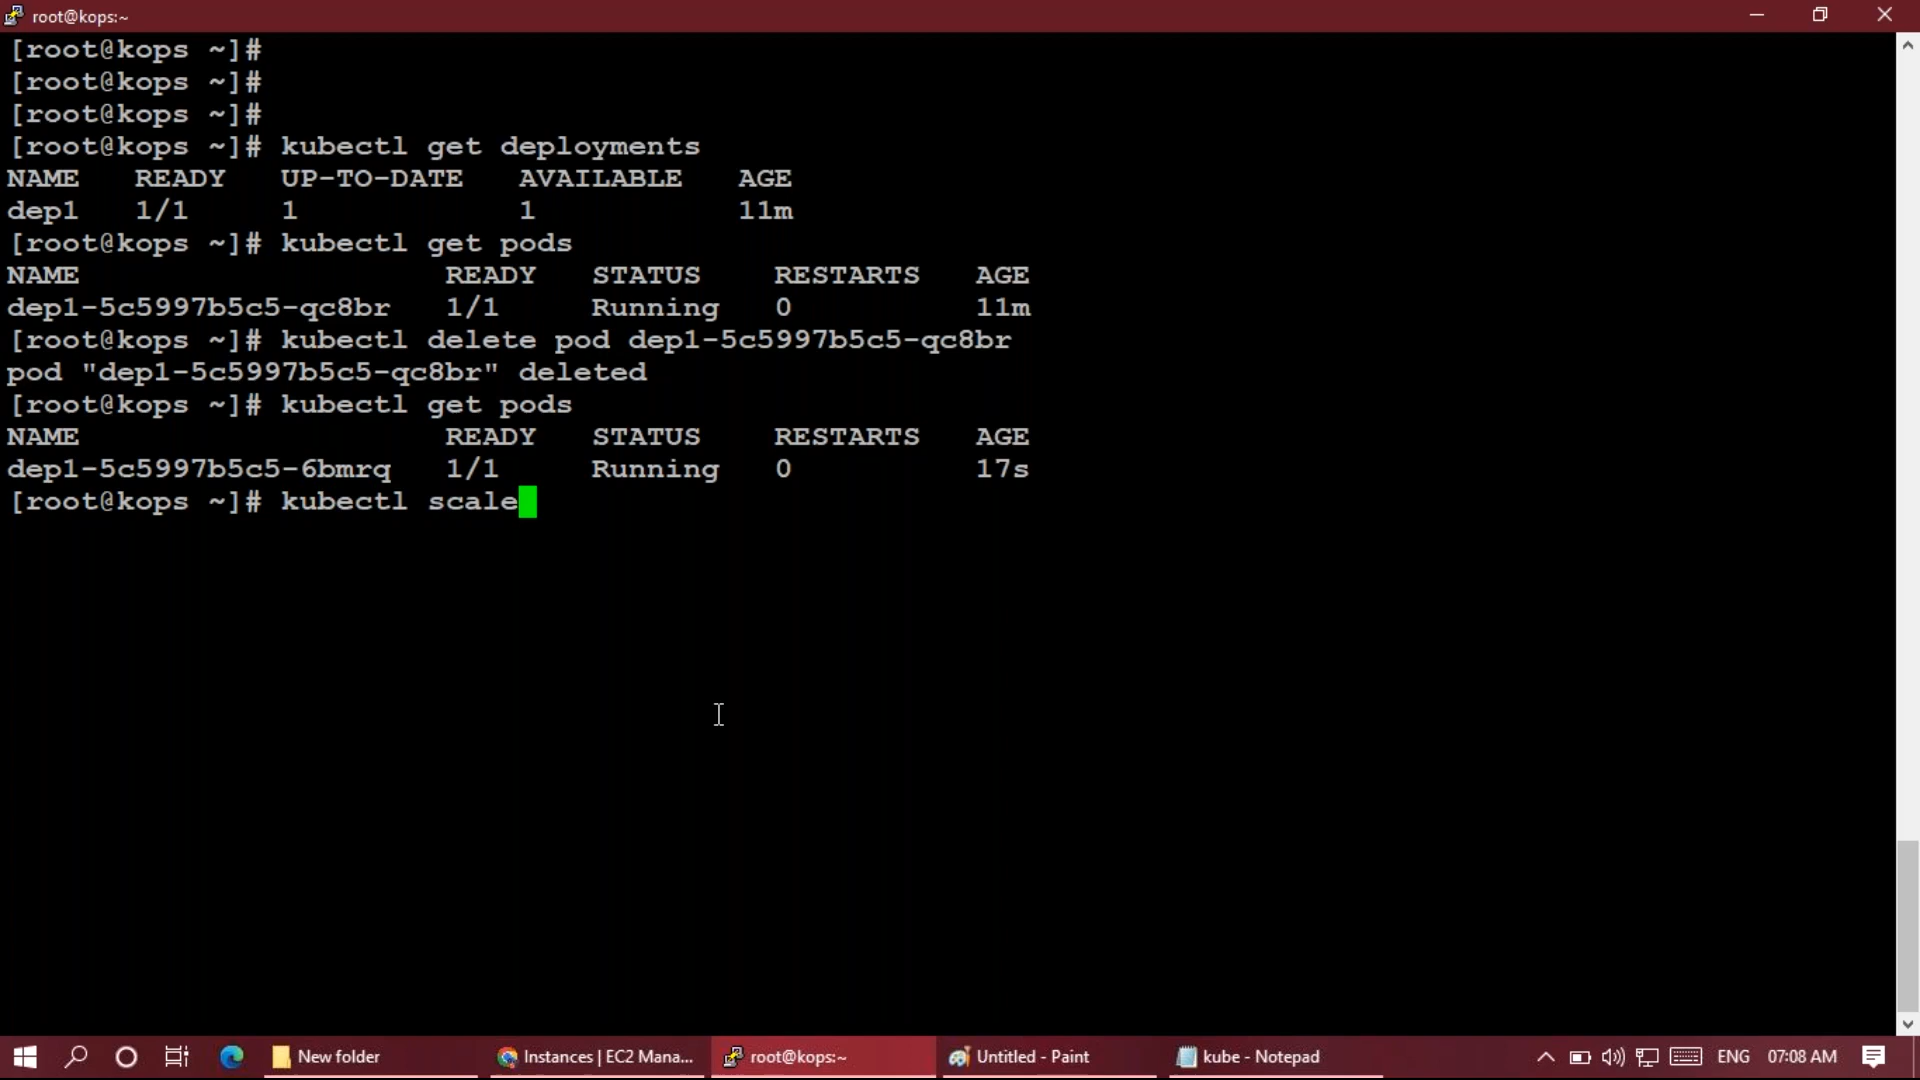 root@kops:~
[root@kops ~]#
[root@kops ~]#
[root@kops ~]#
[root@kops ~]# kubectl get deployments
NAME READY UP-TO-DATE AVAILABLE AGE
dep1 1/1 1 1 11m
[root@kops ~]# kubectl get pods
NAME READY STATUS RESTARTS AGE
dep1-5c5997b5c5-qc8br 1/1 Running 0 11m
[root@kops ~]# kubectl delete pod dep1-5c5997b5c5-qc8br
pod "dep1-5c5997b5c5-qc8br" deleted
[root@kops ~]# kubectl get pods
NAME READY STATUS RESTARTS AGE
dep1-5c5997b5c5-6bmrq 1/1 Running 0 17s
[root@kops ~]# kubectl scale
New folder Instances | EC2 Mana... root@kops:~ Untitled - Paint kube - Notepad ENG 07:08 AM